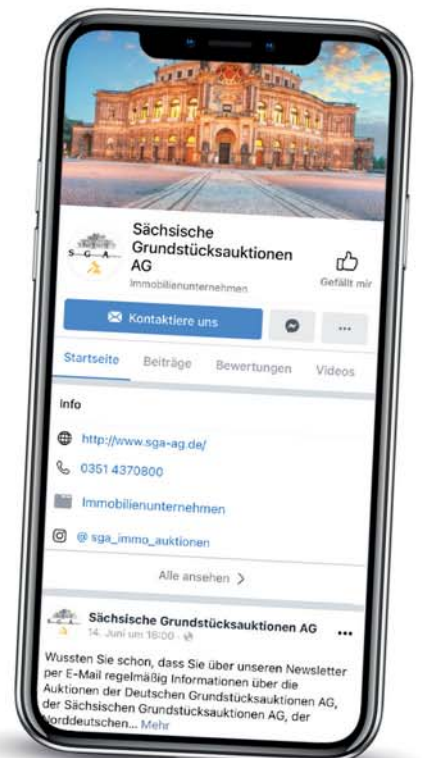 Sächsische
Grundstücksauktionen
AG
Immobilienunternehmen
Gefällt mir
S G A
Kontaktiere uns
Startseite Beiträge Bewertungen Videos
Info
http://www.sga-ag.de/
0351 4370800
Immobilienunternehmen
@ sga_immo_auktionen
Alle ansehen >
Sächsische Grundstücksauktionen AG
14. Juni um 16:00 ·
Wussten Sie schon, dass Sie über unseren Newsletter
per E-Mail regelmäßig Informationen über die
Auktionen der Deutschen Grundstücksauktionen AG,
der Sächsischen Grundstücksauktionen AG, der
Norddeutschen... Mehr